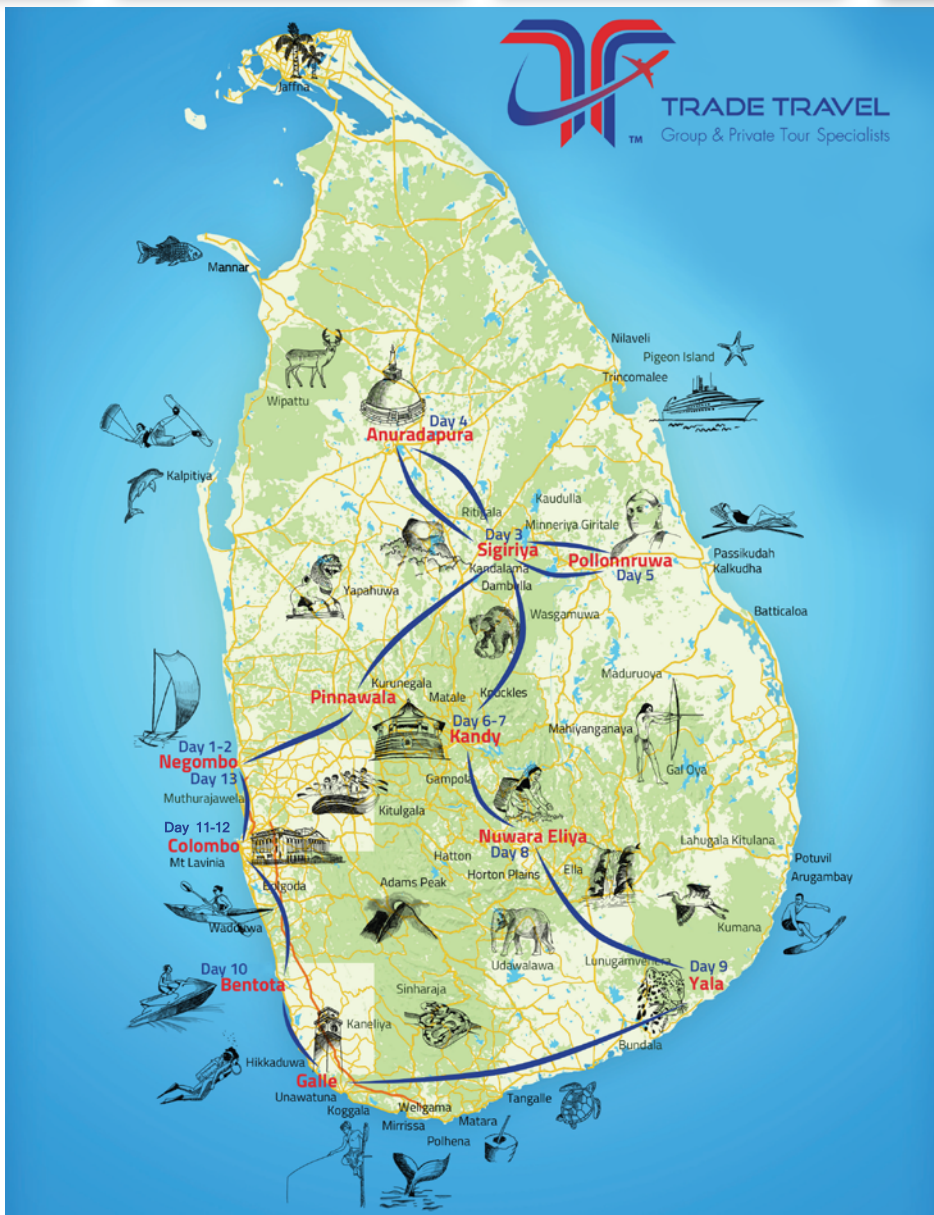 TRADE TRAVEL
TM
Group & Private Tour Specialists
Jaffna
Mannar
Nilaveli
Pigeon Island
Trincomalee
Wipattu
Day 4
Anuradapura
Kalpitiya
Kaudulla
Ritigala
Minneriya Giritale
Day 3
Sigiriya
Pollonnruwa
Day 5
Kandalama
Dambulla
Passikudah
Kalkudha
Yapahuwa
Wasgamuwa
Batticaloa
Maduruoya
Kurunegala
Pinnawala
Matale
Knuckles
Day 6-7
Kandy
Mahiyanganaya
Day 1-2
Negombo
Day 13
Gampola
Gal Oya
Muthurajawela
Kitulgala
Day 11-12
Colombo
Nuwara Eliya
Day 8
Lahugala Kitulana
Mt Lavinia
Hatton
Horton Plains
Ella
Potuvil
Arugambay
Bolgoda
Adams Peak
Wadduwa
Kumana
Udawalawa
Lunugamvehera
Day 9
Yala
Day 10
Bentota
Sinharaja
Kaneliya
Bundala
Hikkaduwa
Galle
Unawatuna
Koggala
Weligama
Tangalle
Mirrissa
Matara
Polhena